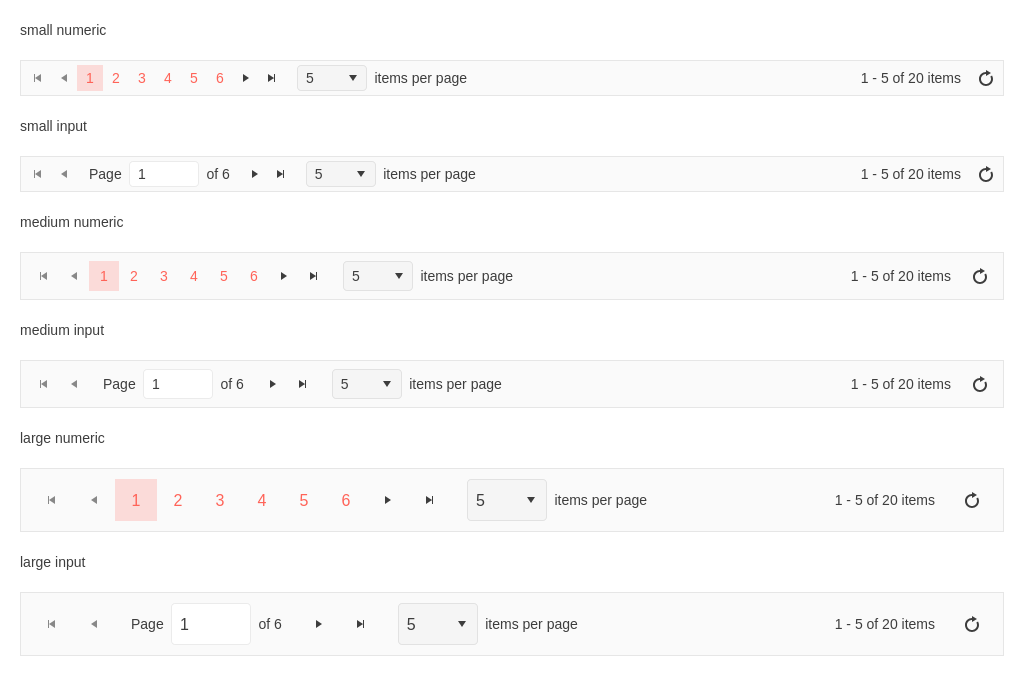 small numeric
1 2 3 4 5 6 5 items per page 1 - 5 of 20 items
small input
Page 1 of 6 5 items per page 1 - 5 of 20 items
medium numeric
1 2 3 4 5 6 5 items per page 1 - 5 of 20 items
medium input
Page 1 of 6 5 items per page 1 - 5 of 20 items
large numeric
1 2 3 4 5 6 5 items per page 1 - 5 of 20 items
large input
Page 1 of 6 5 items per page 1 - 5 of 20 items